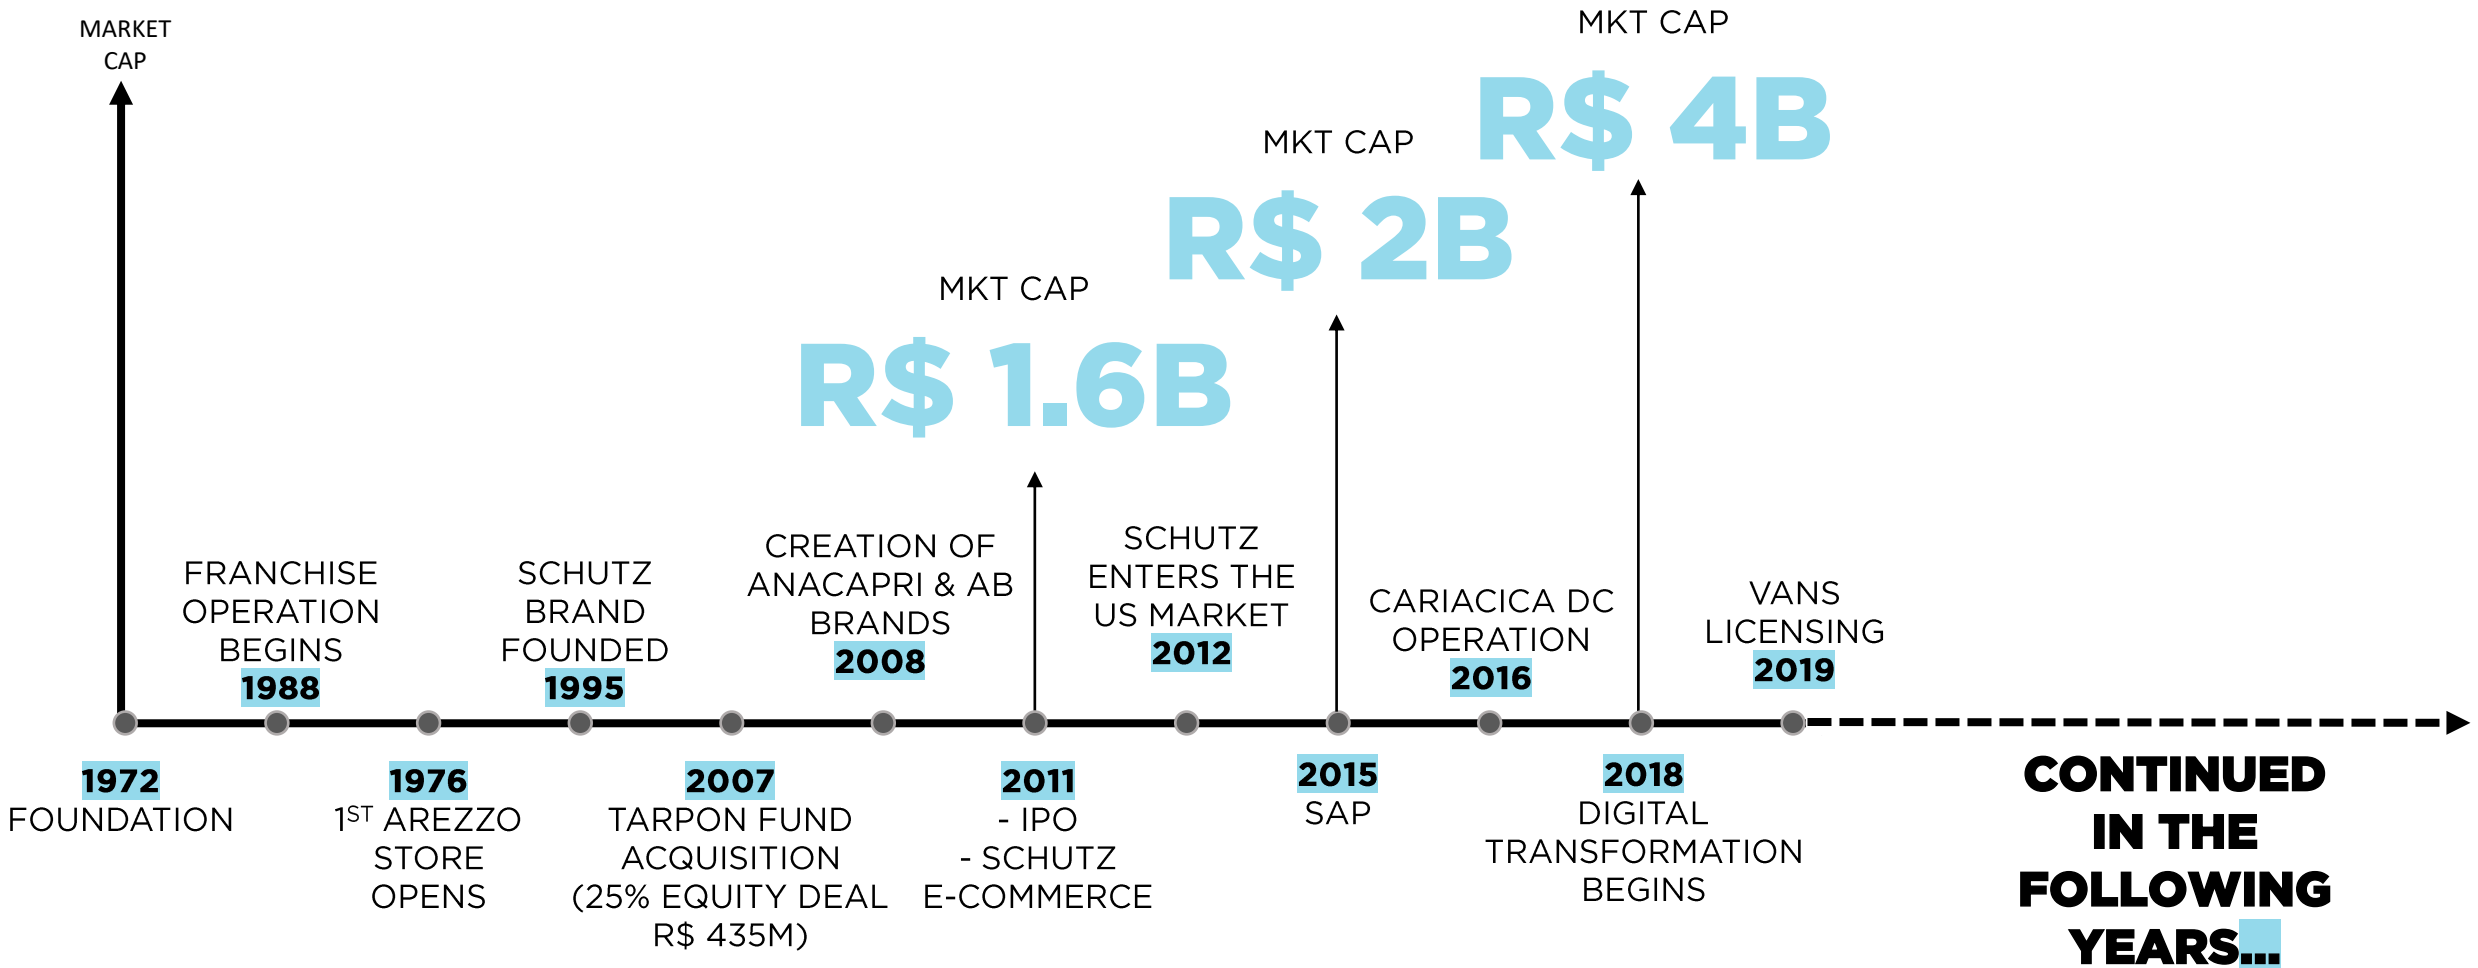 MARKET
CAP
MKT CAP
R$ 4B
MKT CAP
R$ 2B
MKT CAP
R$ 1.6B
FRANCHISE
OPERATION
BEGINS
1988
SCHUTZ
BRAND
FOUNDED
1995
CREATION OF
ANACAPRI & AB
BRANDS
2008
SCHUTZ
ENTERS THE
US MARKET
2012
CARIACICA DC
OPERATION
2016
VANS
LICENSING
2019
1972
FOUNDATION
1976
1ST AREZZO
STORE
OPENS
2007
TARPON FUND
ACQUISITION
(25% EQUITY DEAL
R$ 435M)
2011
- IPO
- SCHUTZ
E-COMMERCE
2015
SAP
2018
DIGITAL
TRANSFORMATION
BEGINS
CONTINUED
IN THE
FOLLOWING
YEARS...